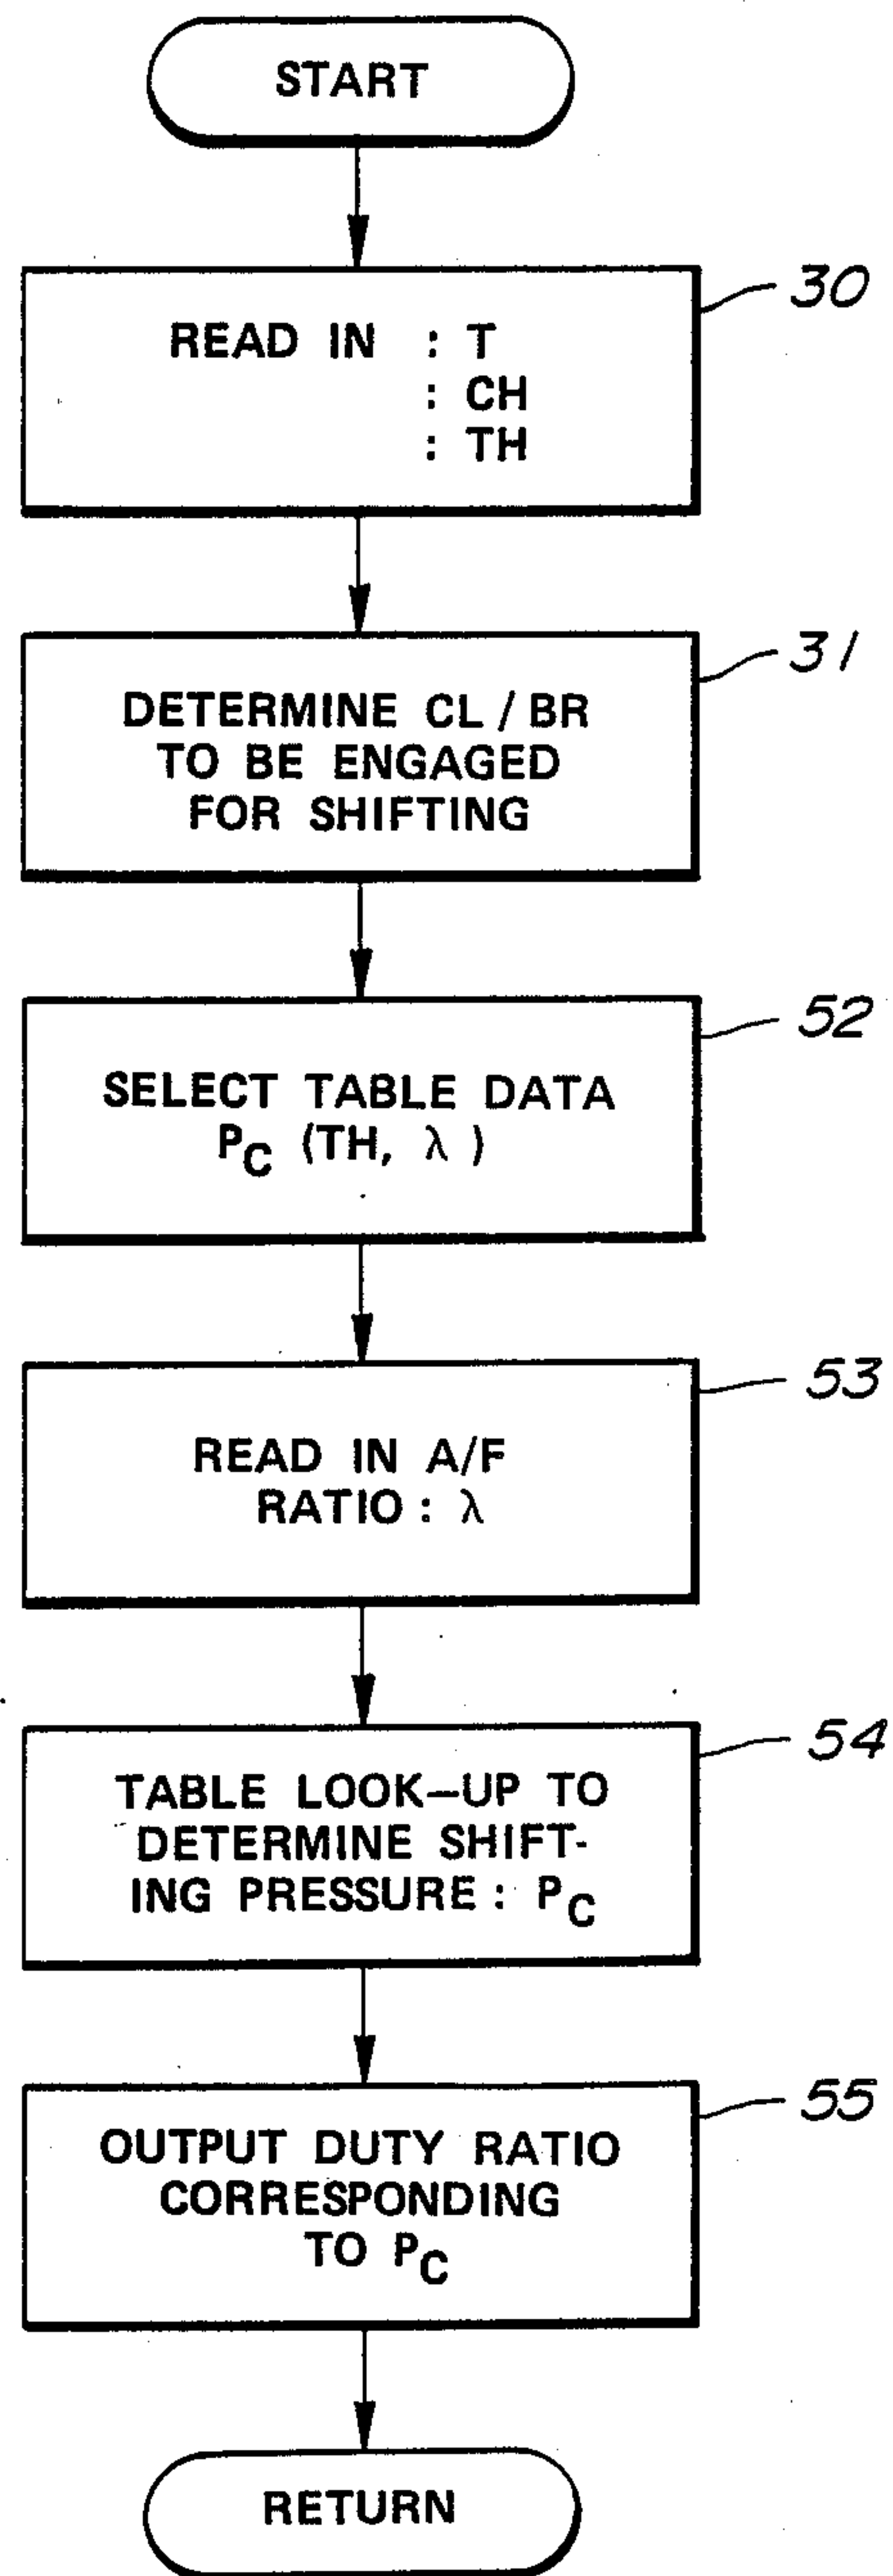 START
30
READ IN : T
: CH
: TH
31
DETERMINE CL / BR
TO BE ENGAGED
FOR SHIFTING
52
SELECT TABLE DATA
PC (TH, λ )
53
READ IN A/F
RATIO : λ
54
TABLE LOOK-UP TO
DETERMINE SHIFT-
ING PRESSURE : PC
55
OUTPUT DUTY RATIO
CORRESPONDING
TO PC
RETURN